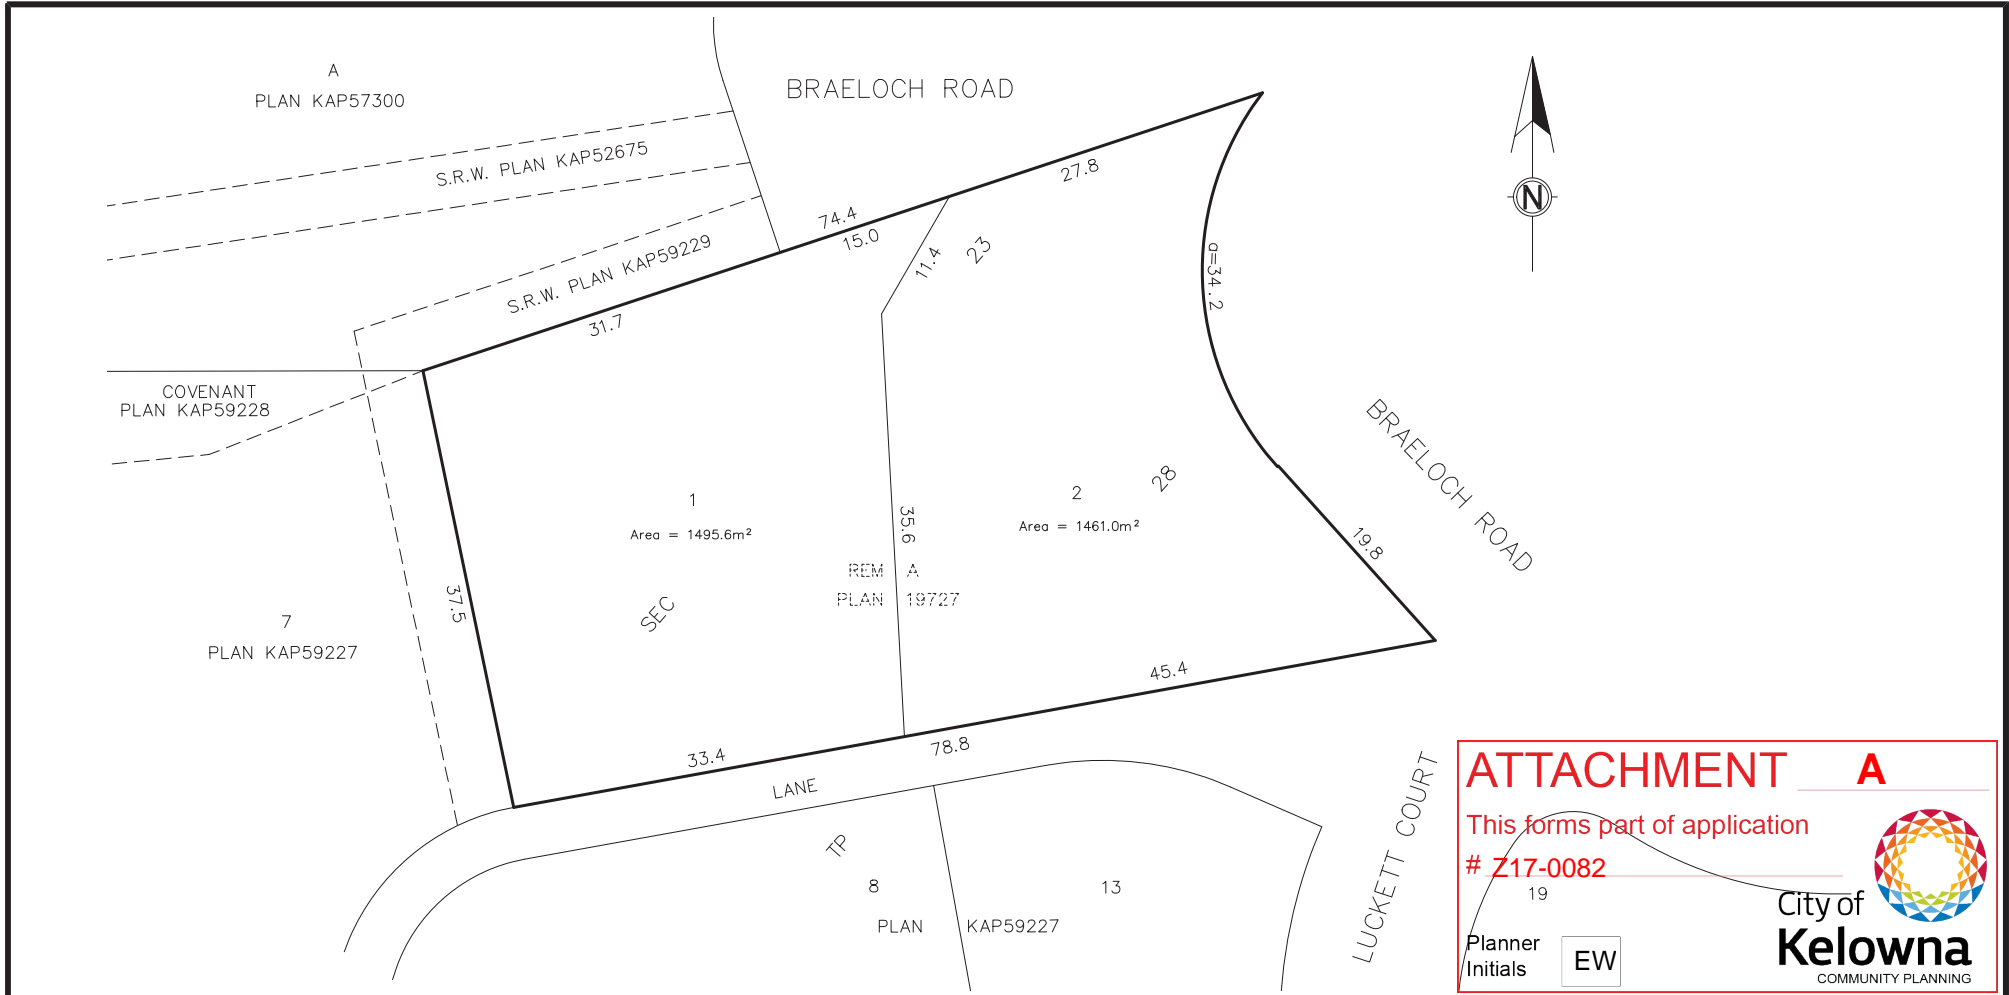 A
PLAN KAP57300
BRAELOCH ROAD
S.R.W. PLAN KAP52675
S.R.W. PLAN KAP59229
74.4
15.0
27.8
11.4
23
a=34.2
N
31.7
COVENANT
PLAN KAP59228
BRAELOCH ROAD
1
Area = 1495.6m²
2
Area = 1461.0m²
28
35.6
19.8
REM A
PLAN 19727
37.5
SEC
7
PLAN KAP59227
45.4
33.4
78.8
LANE
TP
8
13
PLAN KAP59227
LUCKETT COURT
ATTACHMENT A
This forms part of application
# Z17-0082
19
City of
Kelowna
COMMUNITY PLANNING
Planner
Initials
EW